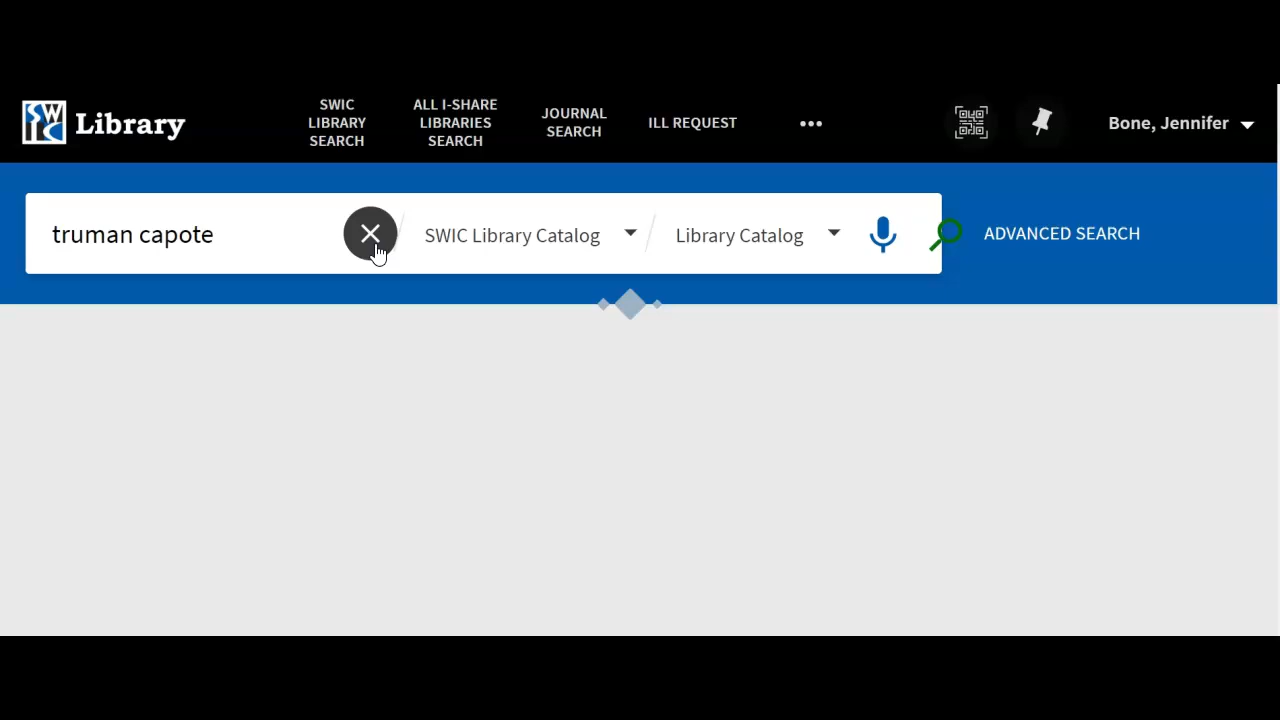 SWIC
Library
SWIC
LIBRARY
SEARCH
ALL I-SHARE
LIBRARIES
SEARCH
JOURNAL
SEARCH
ILL REQUEST
Bone, Jennifer
truman capote
SWIC Library Catalog
Library Catalog
ADVANCED SEARCH